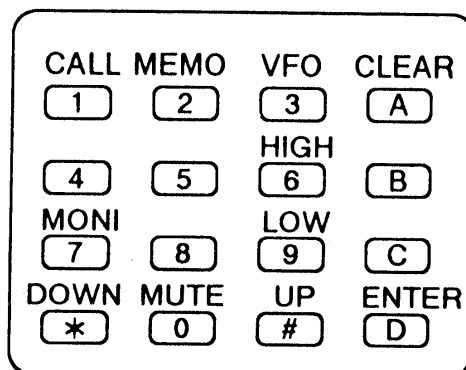 CALL MEMO VFO CLEAR
1 2 3 A
HIGH
4 5 6 B
MONI LOW
7 8 9 C
DOWN MUTE UP ENTER
* 0 # D